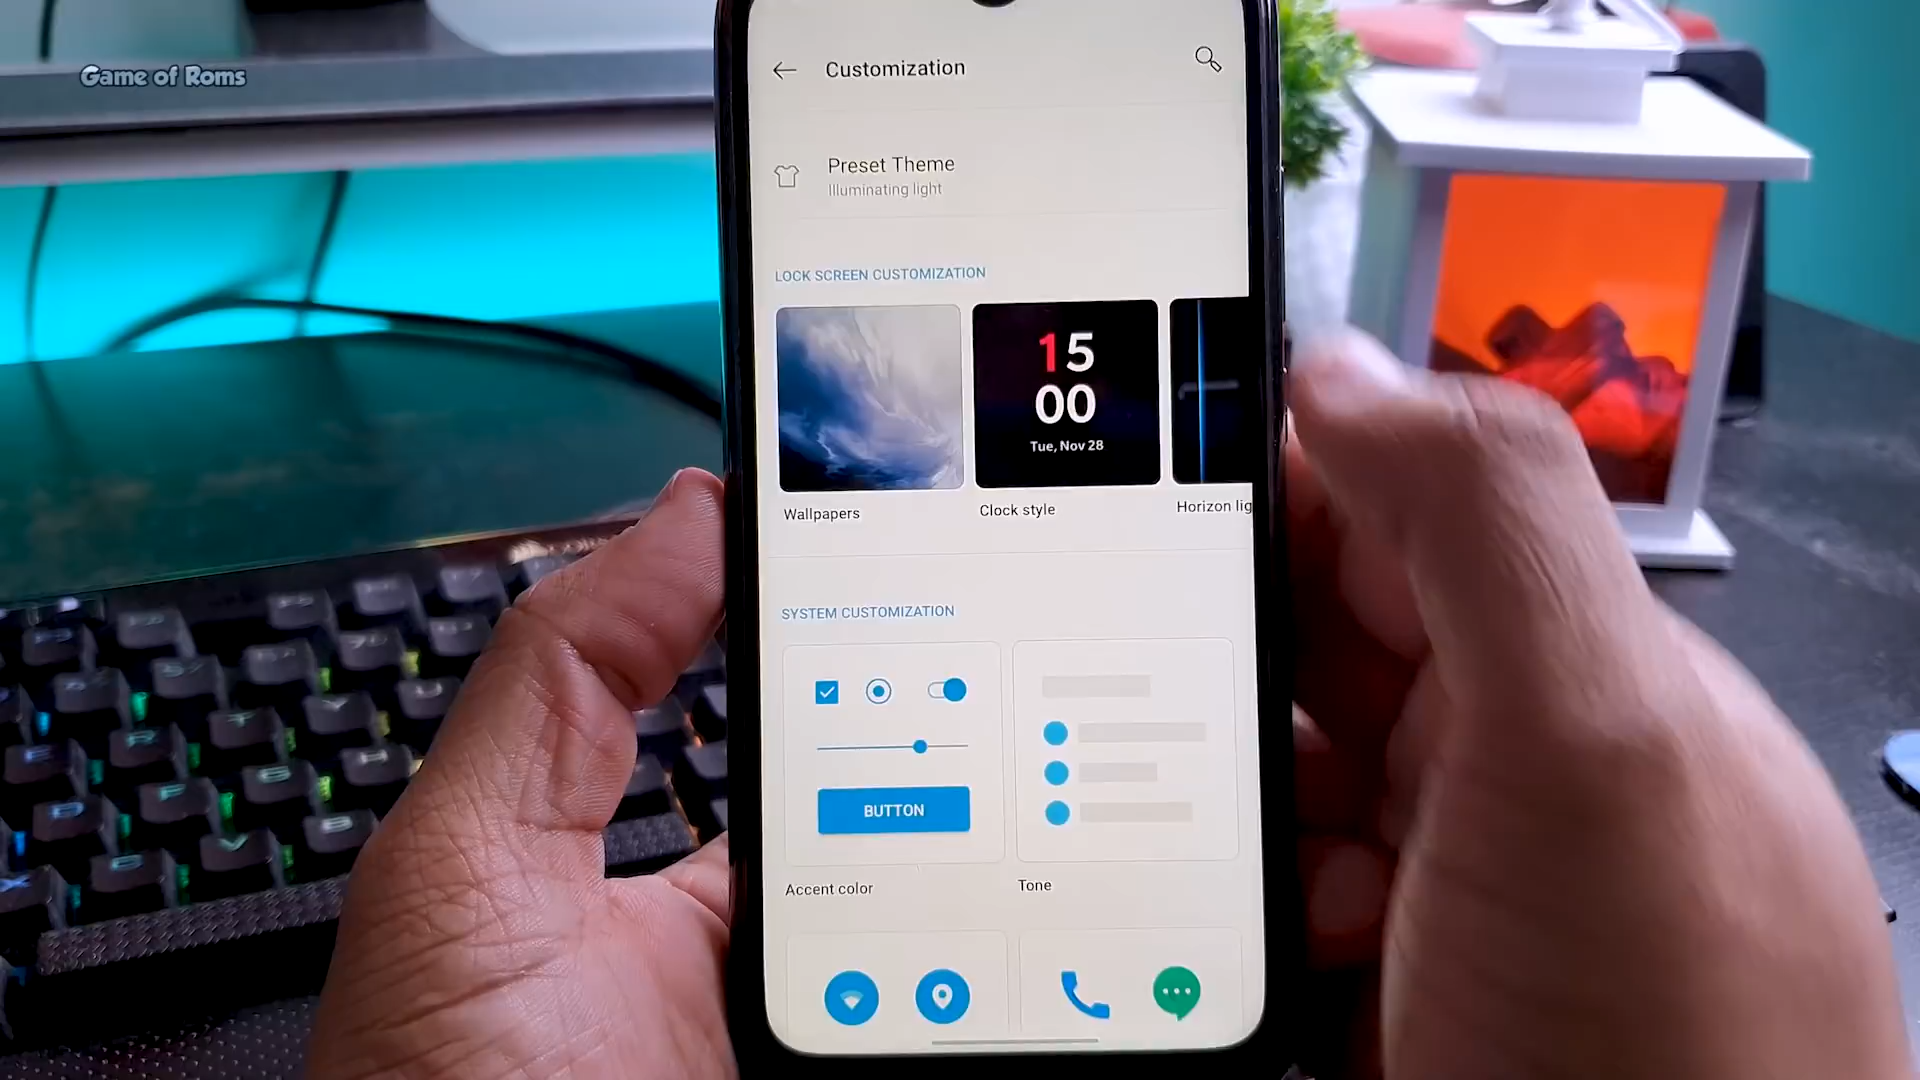 Game of Roms
Customization
Preset Theme
Illuminating light
LOCK SCREEN CUSTOMIZATION
15
00
Tue, Nov 28
Wallpapers
Clock style
Horizon lig
SYSTEM CUSTOMIZATION
BUTTON
Accent color
Tone